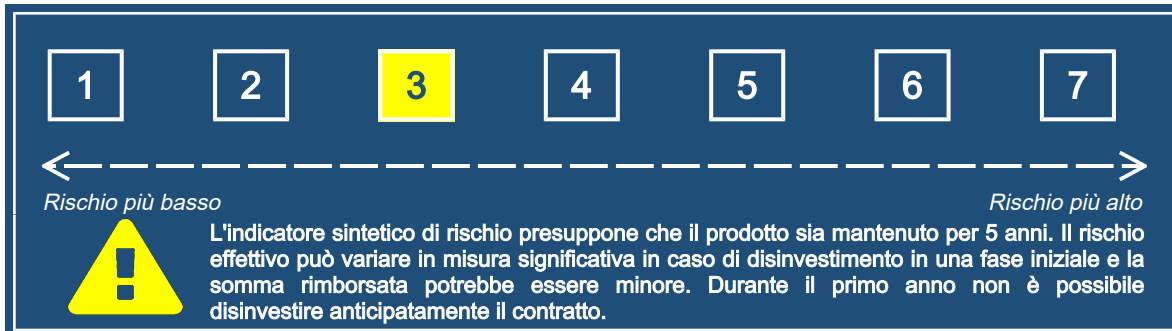 1 2 3 4 5 6 7
Rischio più basso Rischio più alto
L'indicatore sintetico di rischio presuppone che il prodotto sia mantenuto per 5 anni. Il rischio
effettivo può variare in misura significativa in caso di disinvestimento in una fase iniziale e la
somma rimborsata potrebbe essere minore. Durante il primo anno non è possibile
disinvestire anticipatamente il contratto.